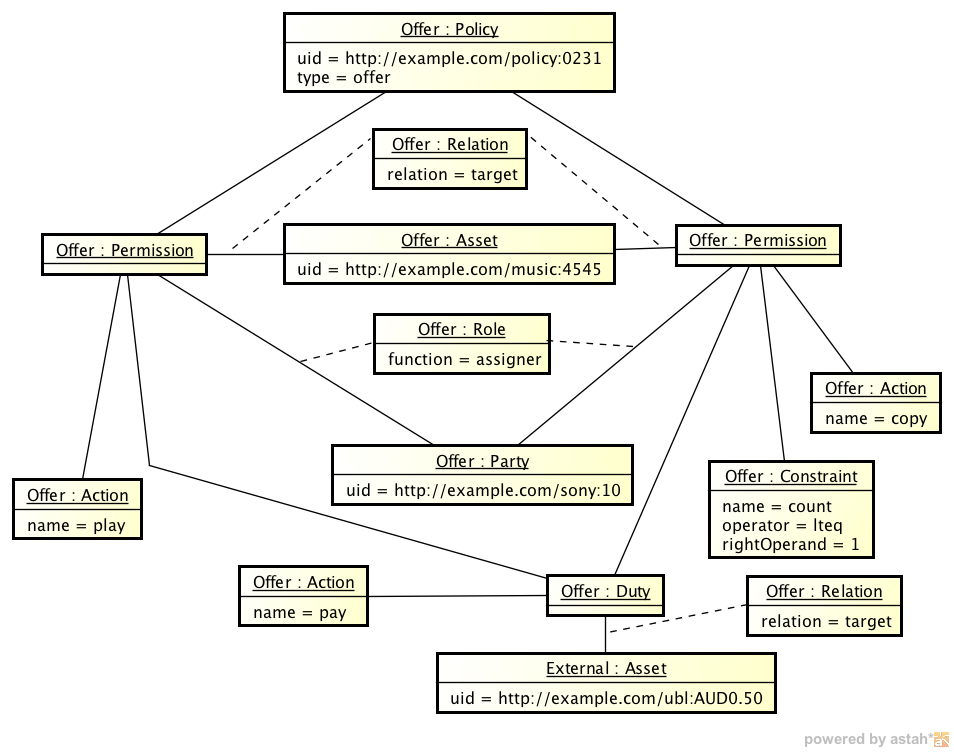 Offer : Policy
uid = http://example.com/policy:0231
type = offer
Offer : Relation
relation = target
Offer : Permission
Offer : Asset
uid = http://example.com/music:4545
Offer : Permission
Offer : Role
function = assigner
Offer : Action
name = copy
Offer : Party
uid = http://example.com/sony:10
Offer : Constraint
name = count
operator = lteq
rightOperand = 1
Offer : Action
name = play
Offer : Action
name = pay
Offer : Duty
Offer : Relation
relation = target
External : Asset
uid = http://example.com/ubl:AUD0.50
powered by astah*